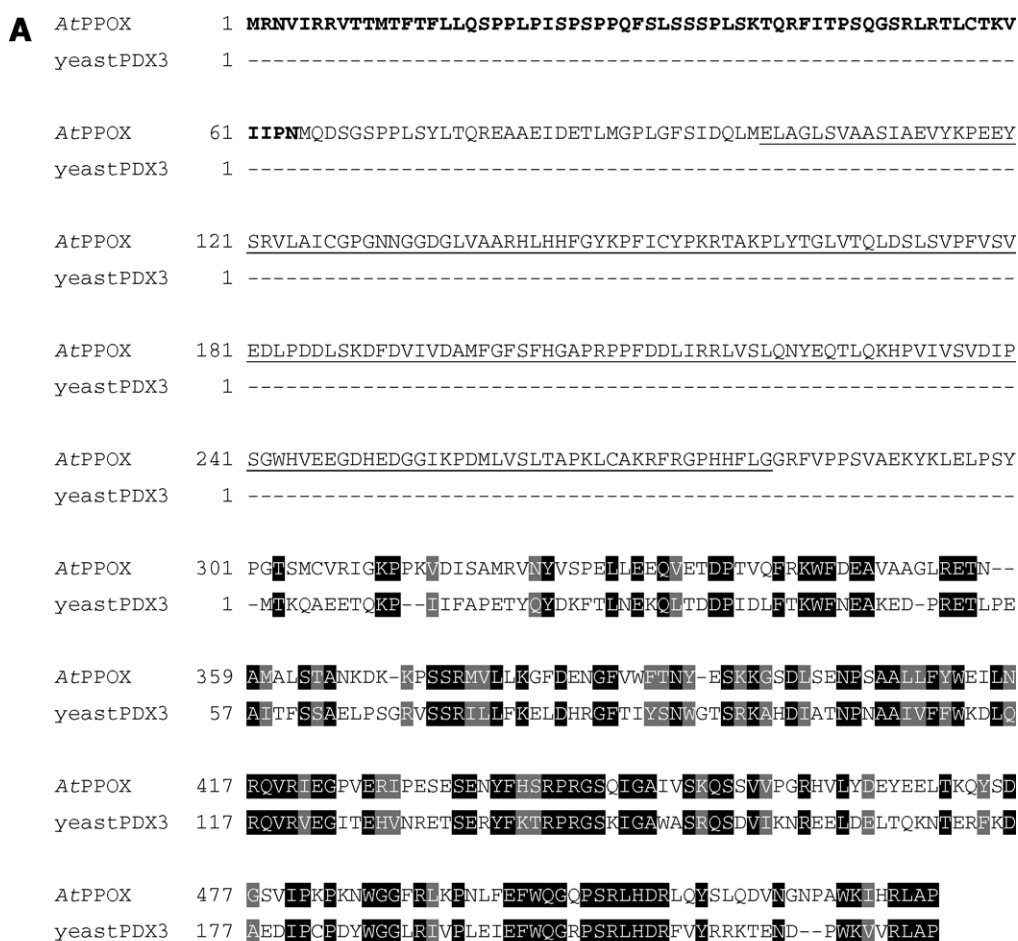 A
AtPPOX 1 MRNVIRRVTTMTFTFLLQSPPLPISPSPPQFSLSSSPLSKTQRFITPSQGSRLRTLCTKV
yeastPDX3 1 ------------------------------------------------------------
AtPPOX 61 IIPNMQDSGSPPLSYLTQREAAEIDETLMGPLGFSIDQLMELAGLSVAASIAEVYKPEEY
yeastPDX3 1 ------------------------------------------------------------
AtPPOX 121 SRVLAICGPGNNGGDGLVAARHLHHFGYKPFICYPKRTAKPLYTGLVTQLDSLSVPFVSV
yeastPDX3 1 ------------------------------------------------------------
AtPPOX 181 EDLPDDLSKDFDVIVDAMFGFSFHGAPRPPFDDLIRRLVSLQNYEQTLQKHPVIVSVDIP
yeastPDX3 1 ------------------------------------------------------------
AtPPOX 241 SGWHVEEGDHEDGGIKPDMLVSLTAPKLCAKRFRGPHHFLGGRFVPPSVAEKYKLELPSY
yeastPDX3 1 ------------------------------------------------------------
AtPPOX 301 PGTSMCVRIGKPPKVDISAMRVNYVSPELLEEQVETDPTVQFRKWFDEAVAAGLRETN--
yeastPDX3 1 -MTKQAEETQKP--IIFAPETYQYDKFTLNEKQLTDDPIDLFTKWFNEAKED-PRETLPE
AtPPOX 359 AMALSTANKDK-KPSSRMVLLKGFDENGFVWFTNY-ESKKGSDLSENPSAALLFYWEILN
yeastPDX3 57 AITFSSAELPSGRVSSRILLFKELDHRGFTIYSNWGTSRKAHDIATNPNAAIVFFWKDLQ
AtPPOX 417 RQVRIEGPVERIPESESENYFHSRPRGSQIGAIVSKQSSVVPGRHVLYDEYEELTKQYSD
yeastPDX3 117 RQVRVEGITEHVNRETSERYFKTRPRGSKIGAWASRQSDVIKNREELDELTQKNTERFKD
AtPPOX 477 GSVIPKPKNWGGFRLKPNLFEFWQGQPSRLHDRLQYSLQDVNGNPAWKIHRLAP
yeastPDX3 177 AEDIPCPDYWGGLRIVPLEIEFWQGRPSRLHDRFVYRRKTEND--PWKVVRLAP